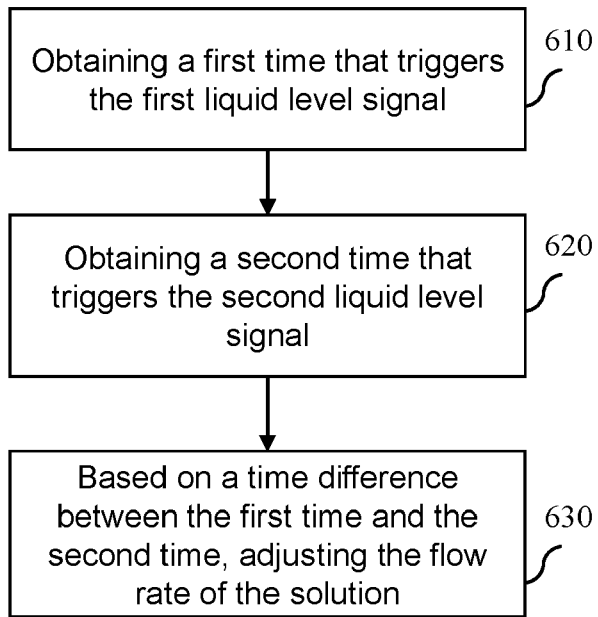 610
Obtaining a first time that triggers
the first liquid level signal
620
Obtaining a second time that
triggers the second liquid level
signal
Based on a time difference
between the first time and the
630
second time, adjusting the flow
rate of the solution